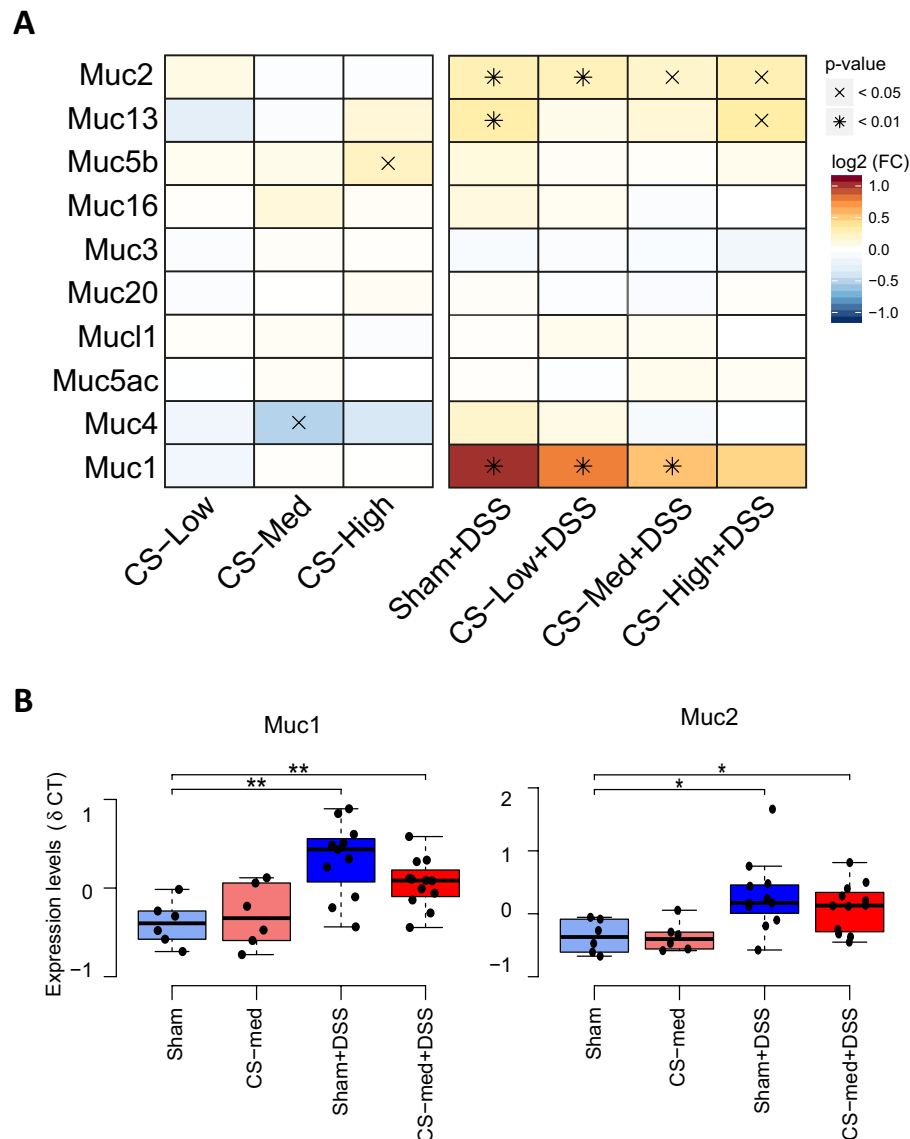 A
Muc2
Muc13
Muc5b
Muc16
Muc3
Muc20
Mucl1
Muc5ac
Muc4
Muc1
CS−Low
CS−Med
CS−High
Sham+DSS
CS−Low+DSS
CS−Med+DSS
CS−High+DSS
p-value
< 0.05
< 0.01
log2 (FC)
1.0
0.5
0.0
−0.5
−1.0
B
Muc1
Expression levels (δ CT)
1
0
−1
**
**
Sham
CS−med
Sham+DSS
CS−med+DSS
Muc2
2
1
0
−1
*
*
Sham
CS−med
Sham+DSS
CS−med+DSS